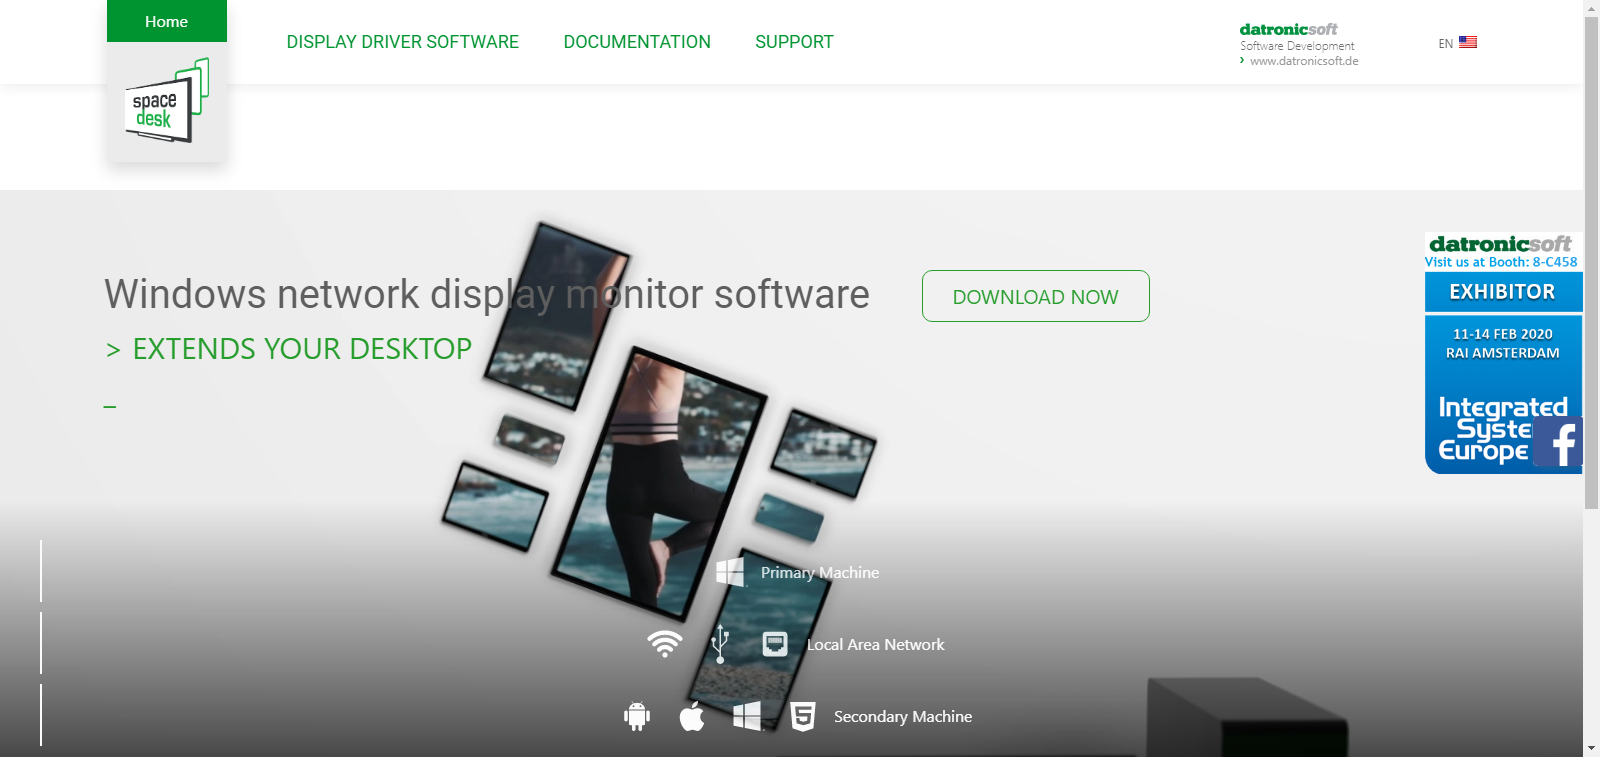 Home
DISPLAY DRIVER SOFTWARE
DOCUMENTATION
SUPPORT
datronicsoft
Software Development
› www.datronicsoft.de
EN
space
desk
Windows network display monitor software
DOWNLOAD NOW
> EXTENDS YOUR DESKTOP
_
datronicsoft
Visit us at Booth: 8-C458
EXHIBITOR
11-14 FEB 2020
RAI AMSTERDAM
Integrated
Syste
Europe
f
Primary Machine
Local Area Network
5
Secondary Machine